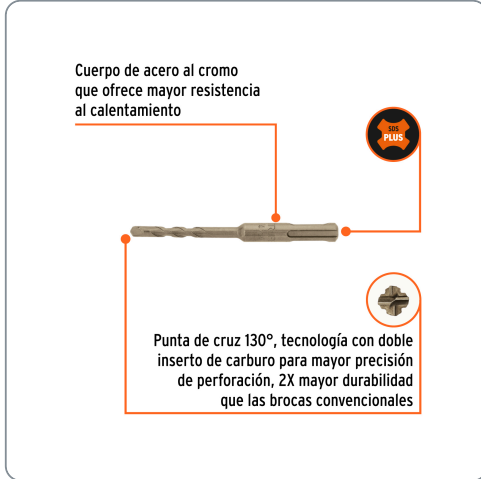 Cuerpo de acero al cromo
que ofrece mayor resistencia
al calentamiento
SDS
PLUS
Punta de cruz 130°, tecnología con doble
inserto de carburo para mayor precisión
de perforación, 2X mayor durabilidad
que las brocas convencionales